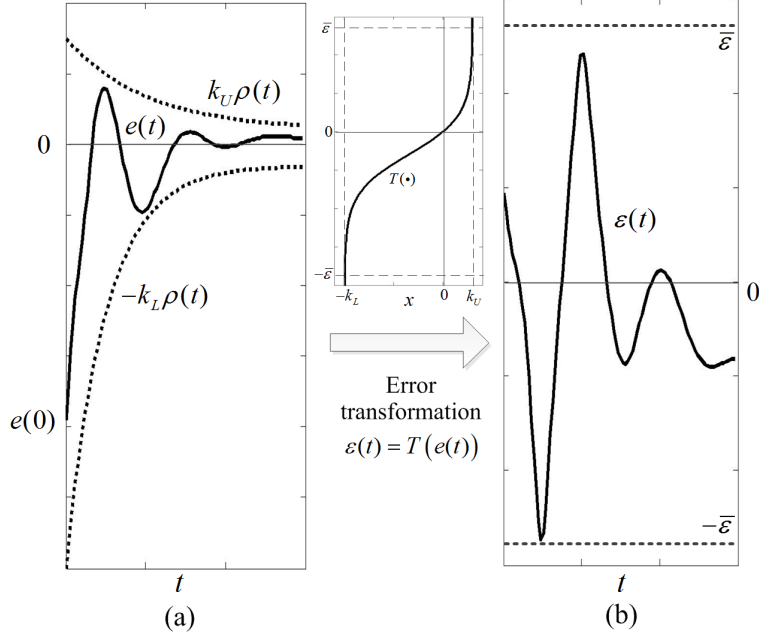 0
e(0)
k_U ρ(t)
e(t)
−k_L ρ(t)
t
(a)
ε̅
0
−ε̅
T(•)
−k_L
x
0
k_U
Error
transformation
ε(t) = T(e(t))
ε̅
ε(t)
0
−ε̅
t
(b)